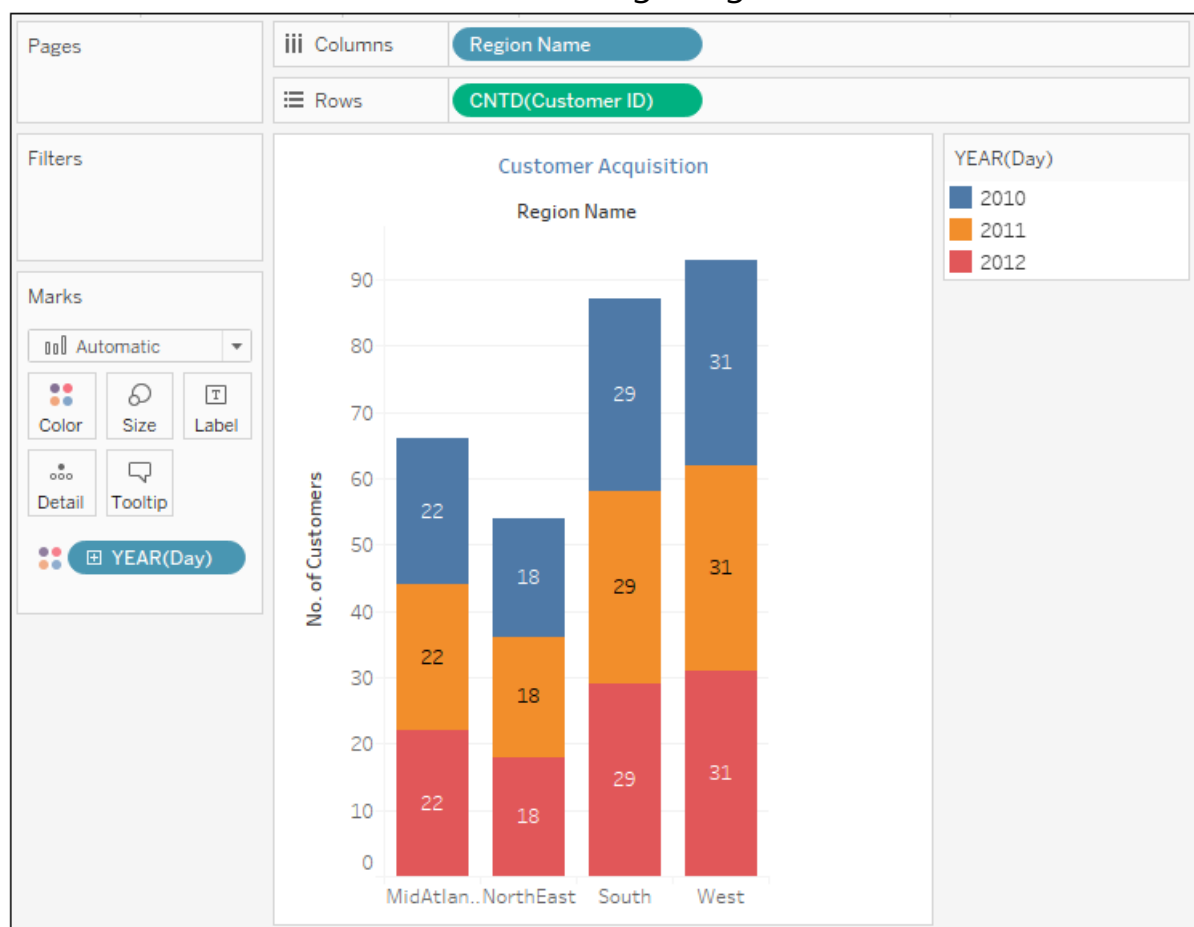 Pages
Columns
Region Name
Rows
CNTD(Customer ID)
Filters
Marks
Automatic
Color
Size
T
Label
Detail
Tooltip
YEAR(Day)
Customer Acquisition
Region Name
No. of Customers
90
80
70
60
50
40
30
20
10
0
22
22
22
18
18
18
29
29
29
31
31
31
MidAtlan..
NorthEast
South
West
YEAR(Day)
2010
2011
2012